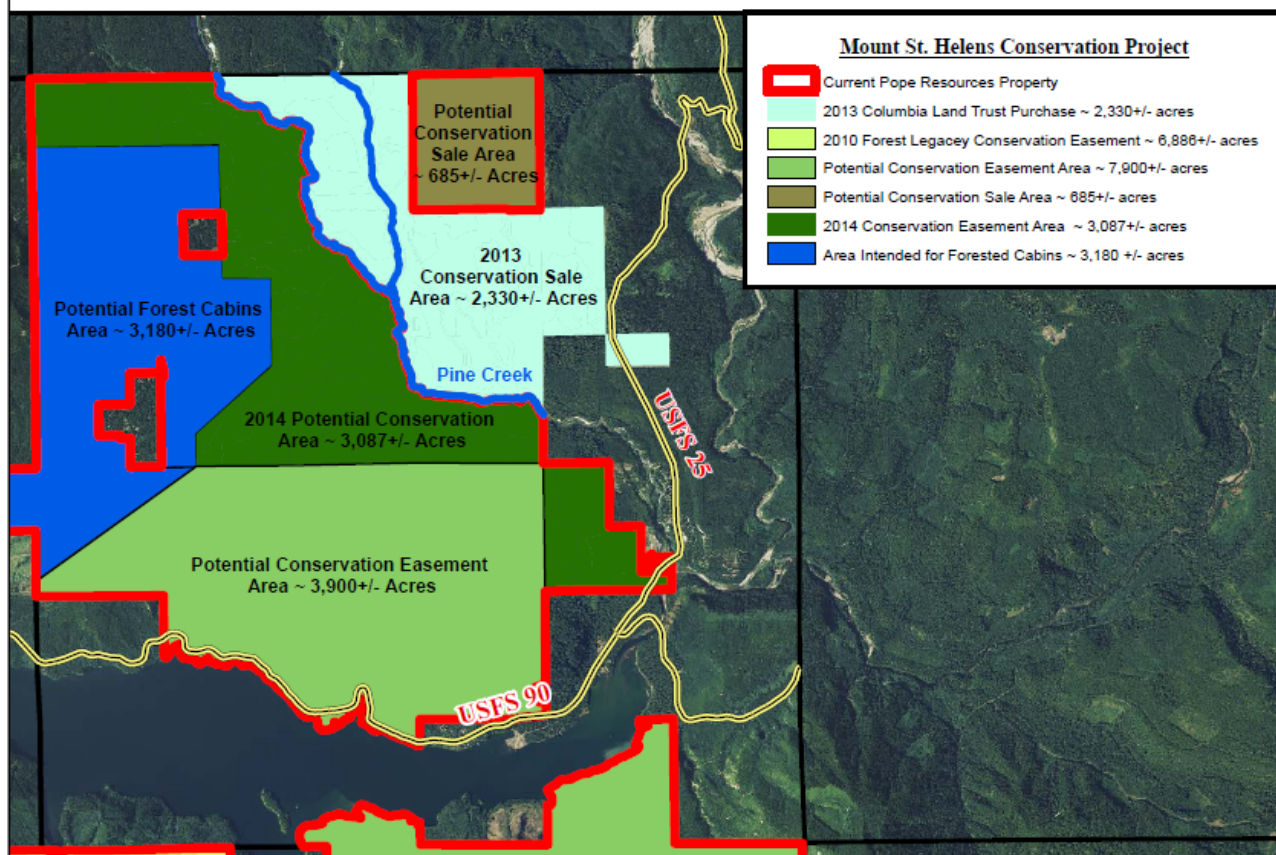 Mount St. Helens Conservation Project
Current Pope Resources Property
2013 Columbia Land Trust Purchase ~ 2,330+/- acres
2010 Forest Legacey Conservation Easement ~ 6,886+/- acres
Potential Conservation Easement Area ~ 7,900+/- acres
Potential Conservation Sale Area ~ 685+/- acres
2014 Conservation Easement Area ~ 3,087+/- acres
Area Intended for Forested Cabins ~ 3,180 +/- acres
Potential
Conservation
Sale Area
~ 685+/- Acres
2013
Conservation Sale
Area ~ 2,330+/- Acres
Potential Forest Cabins
Area ~ 3,180+/- Acres
Pine Creek
2014 Potential Conservation
Area ~ 3,087+/- Acres
USFS 25
Potential Conservation Easement
Area ~ 3,900+/- Acres
USFS 90